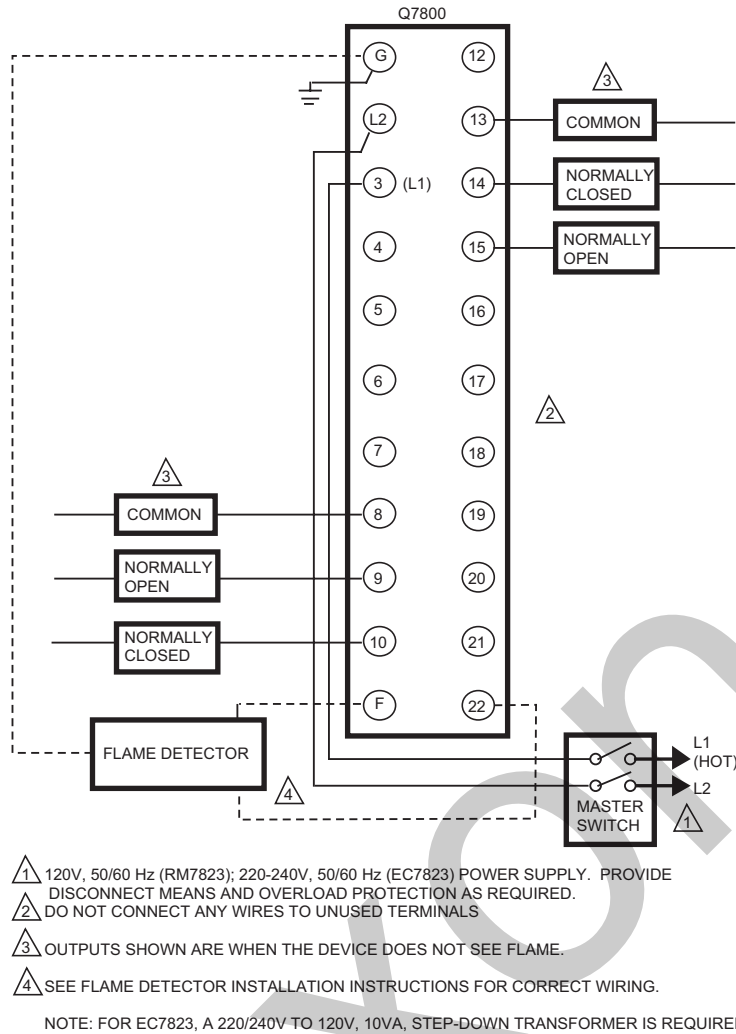 Q7800
G
12
3
L2
13
COMMON
3
(L1)
14
NORMALLY
CLOSED
4
15
NORMALLY
OPEN
5
16
6
17
2
7
18
3
8
19
COMMON
9
20
NORMALLY
OPEN
10
21
NORMALLY
CLOSED
F
22
FLAME DETECTOR
4
L1
(HOT)
L2
MASTER
SWITCH
1
1 120V, 50/60 Hz (RM7823); 220-240V, 50/60 Hz (EC7823) POWER SUPPLY. PROVIDE
DISCONNECT MEANS AND OVERLOAD PROTECTION AS REQUIRED.
2 DO NOT CONNECT ANY WIRES TO UNUSED TERMINALS
3 OUTPUTS SHOWN ARE WHEN THE DEVICE DOES NOT SEE FLAME.
4 SEE FLAME DETECTOR INSTALLATION INSTRUCTIONS FOR CORRECT WIRING.
NOTE: FOR EC7823, A 220/240V TO 120V, 10VA, STEP-DOWN TRANSFORMER IS REQUIRE